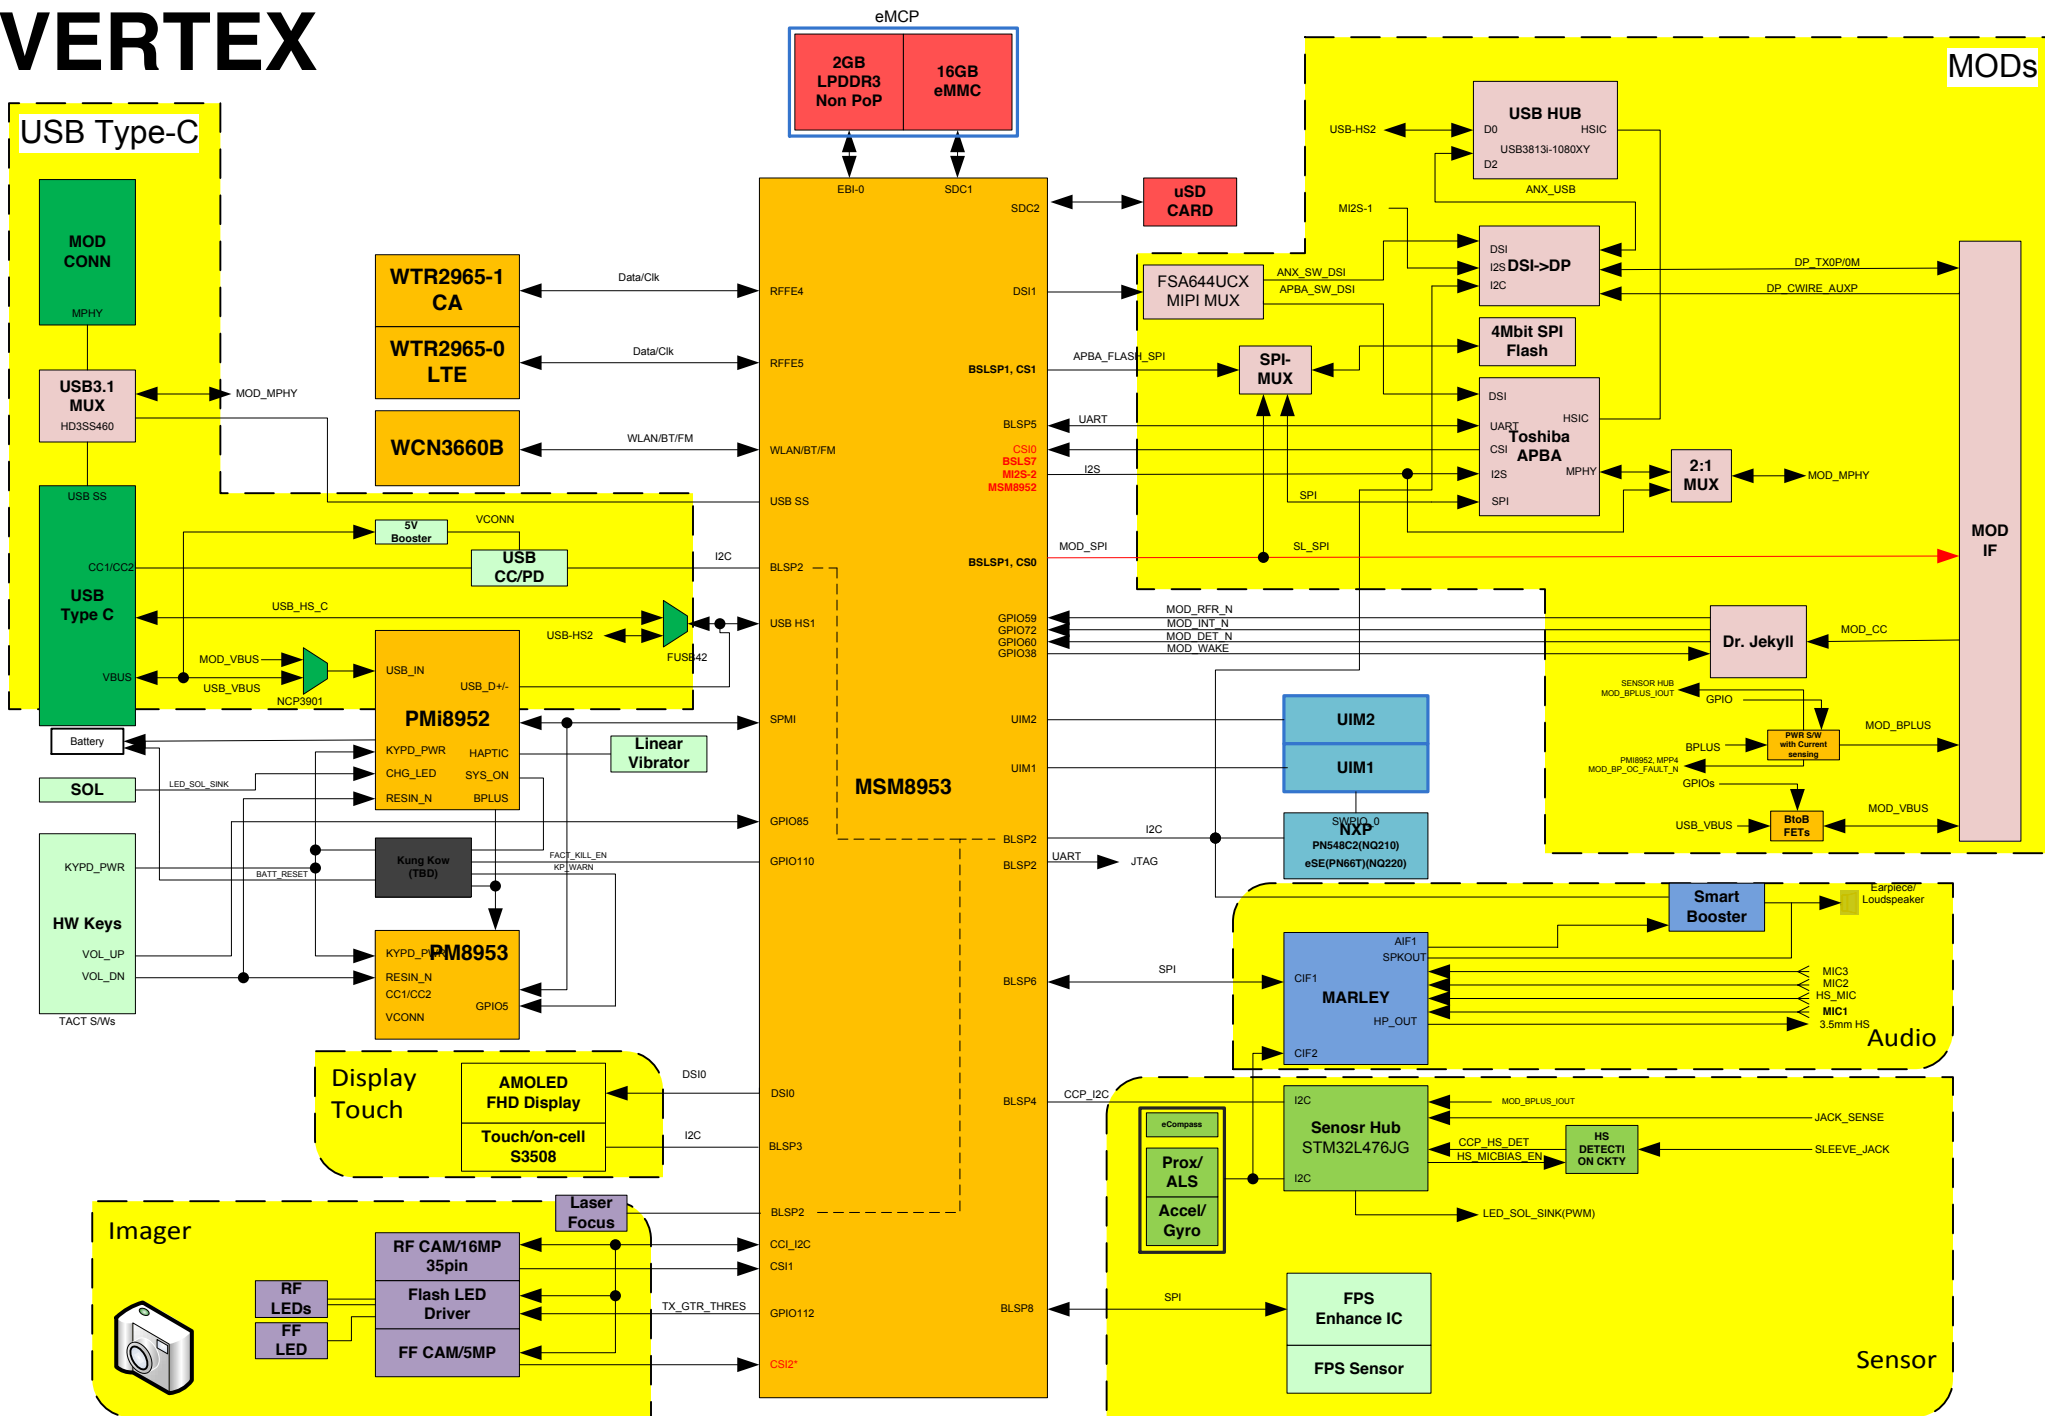 VERTEX
eMCP
2GB
LPDDR3
Non PoP
16GB
eMMC
EBI-0
SDC1
USB Type-C
MOD
CONN
MPHY
USB3.1
MUX
HD3SS460
MOD_MPHY
USB SS
CC1/CC2
USB
Type C
VBUS
5V
Booster
VCONN
USB
CC/PD
I2C
USB_HS_C
USB-HS2
FUSB42
MOD_VBUS
USB_VBUS
NCP3901
WTR2965-1
CA
Data/Clk
WTR2965-0
LTE
Data/Clk
WCN3660B
WLAN/BT/FM
USB_IN
USB_D+/-
PMi8952
KYPD_PWR
HAPTIC
CHG_LED
SYS_ON
RESIN_N
BPLUS
Linear
Vibrator
Battery
SOL
LED_SOL_SINK
KYPD_PWR
HW Keys
VOL_UP
VOL_DN
TACT S/Ws
BATT_RESET
Kung Kow
(TBD)
FACT_KILL_EN
KP_WARN
KYPD_PWR
PM8953
RESIN_N
CC1/CC2
GPIO5
VCONN
Display
Touch
AMOLED
FHD Display
Touch/on-cell
S3508
DSI0
I2C
Imager
Laser
Focus
RF CAM/16MP
35pin
Flash LED
Driver
FF CAM/5MP
RF
LEDs
FF
LED
TX_GTR_THRES
MSM8953
RFFE4
RFFE5
WLAN/BT/FM
USB SS
BLSP2
USB HS1
SPMI
GPIO85
GPIO110
DSI0
BLSP3
BLSP2
CCI_I2C
CSI1
GPIO112
CSI2*
SDC2
DSI1
BSLSP1, CS1
BLSP5
CSI0
BSLS7
MI2S-2
MSM8952
BSLSP1, CS0
GPIO59
GPIO72
GPIO60
GPIO38
UIM2
UIM1
BLSP2
BLSP2
BLSP6
BLSP4
BLSP8
uSD
CARD
MODs
USB HUB
D0
HSIC
USB3813i-1080XY
D2
USB-HS2
ANX_USB
MI2S-1
FSA644UCX
MIPI MUX
ANX_SW_DSI
APBA_SW_DSI
DSI
I2S
DSI->DP
I2C
DP_TX0P/0M
DP_CWIRE_AUXP
4Mbit SPI
Flash
APBA_FLASH_SPI
SPI-
MUX
DSI
HSIC
UART
UART
Toshiba
APBA
CSI
I2S
I2S
MPHY
SPI
SPI
2:1
MUX
MOD_MPHY
MOD
IF
MOD_SPI
SL_SPI
MOD_RFR_N
MOD_INT_N
MOD_DET_N
MOD_WAKE
Dr. Jekyll
MOD_CC
SENSOR HUB
MOD_BPLUS_IOUT
GPIO
PWR S/W
with Current
sensing
MOD_BPLUS
BPLUS
PMI8952, MPP4
MOD_BP_OC_FAULT_N
GPIOs
BtoB
FETs
USB_VBUS
MOD_VBUS
UIM2
UIM1
SWPIO_0
NXP
PN548C2(NQ210)
eSE(PN66T)(NQ220)
I2C
UART
JTAG
Smart
Booster
Earpiece/
Loudspeaker
AIF1
SPKOUT
CIF1
MARLEY
HP_OUT
CIF2
SPI
MIC3
MIC2
HS_MIC
MIC1
3.5mm HS
Audio
CCP_I2C
I2C
Senosr Hub
STM32L476JG
I2C
MOD_BPLUS_IOUT
JACK_SENSE
CCP_HS_DET
HS_MICBIAS_EN
HS
DETECTI
ON CKTY
SLEEVE_JACK
LED_SOL_SINK(PWM)
eCompass
Prox/
ALS
Accel/
Gyro
SPI
FPS
Enhance IC
FPS Sensor
Sensor